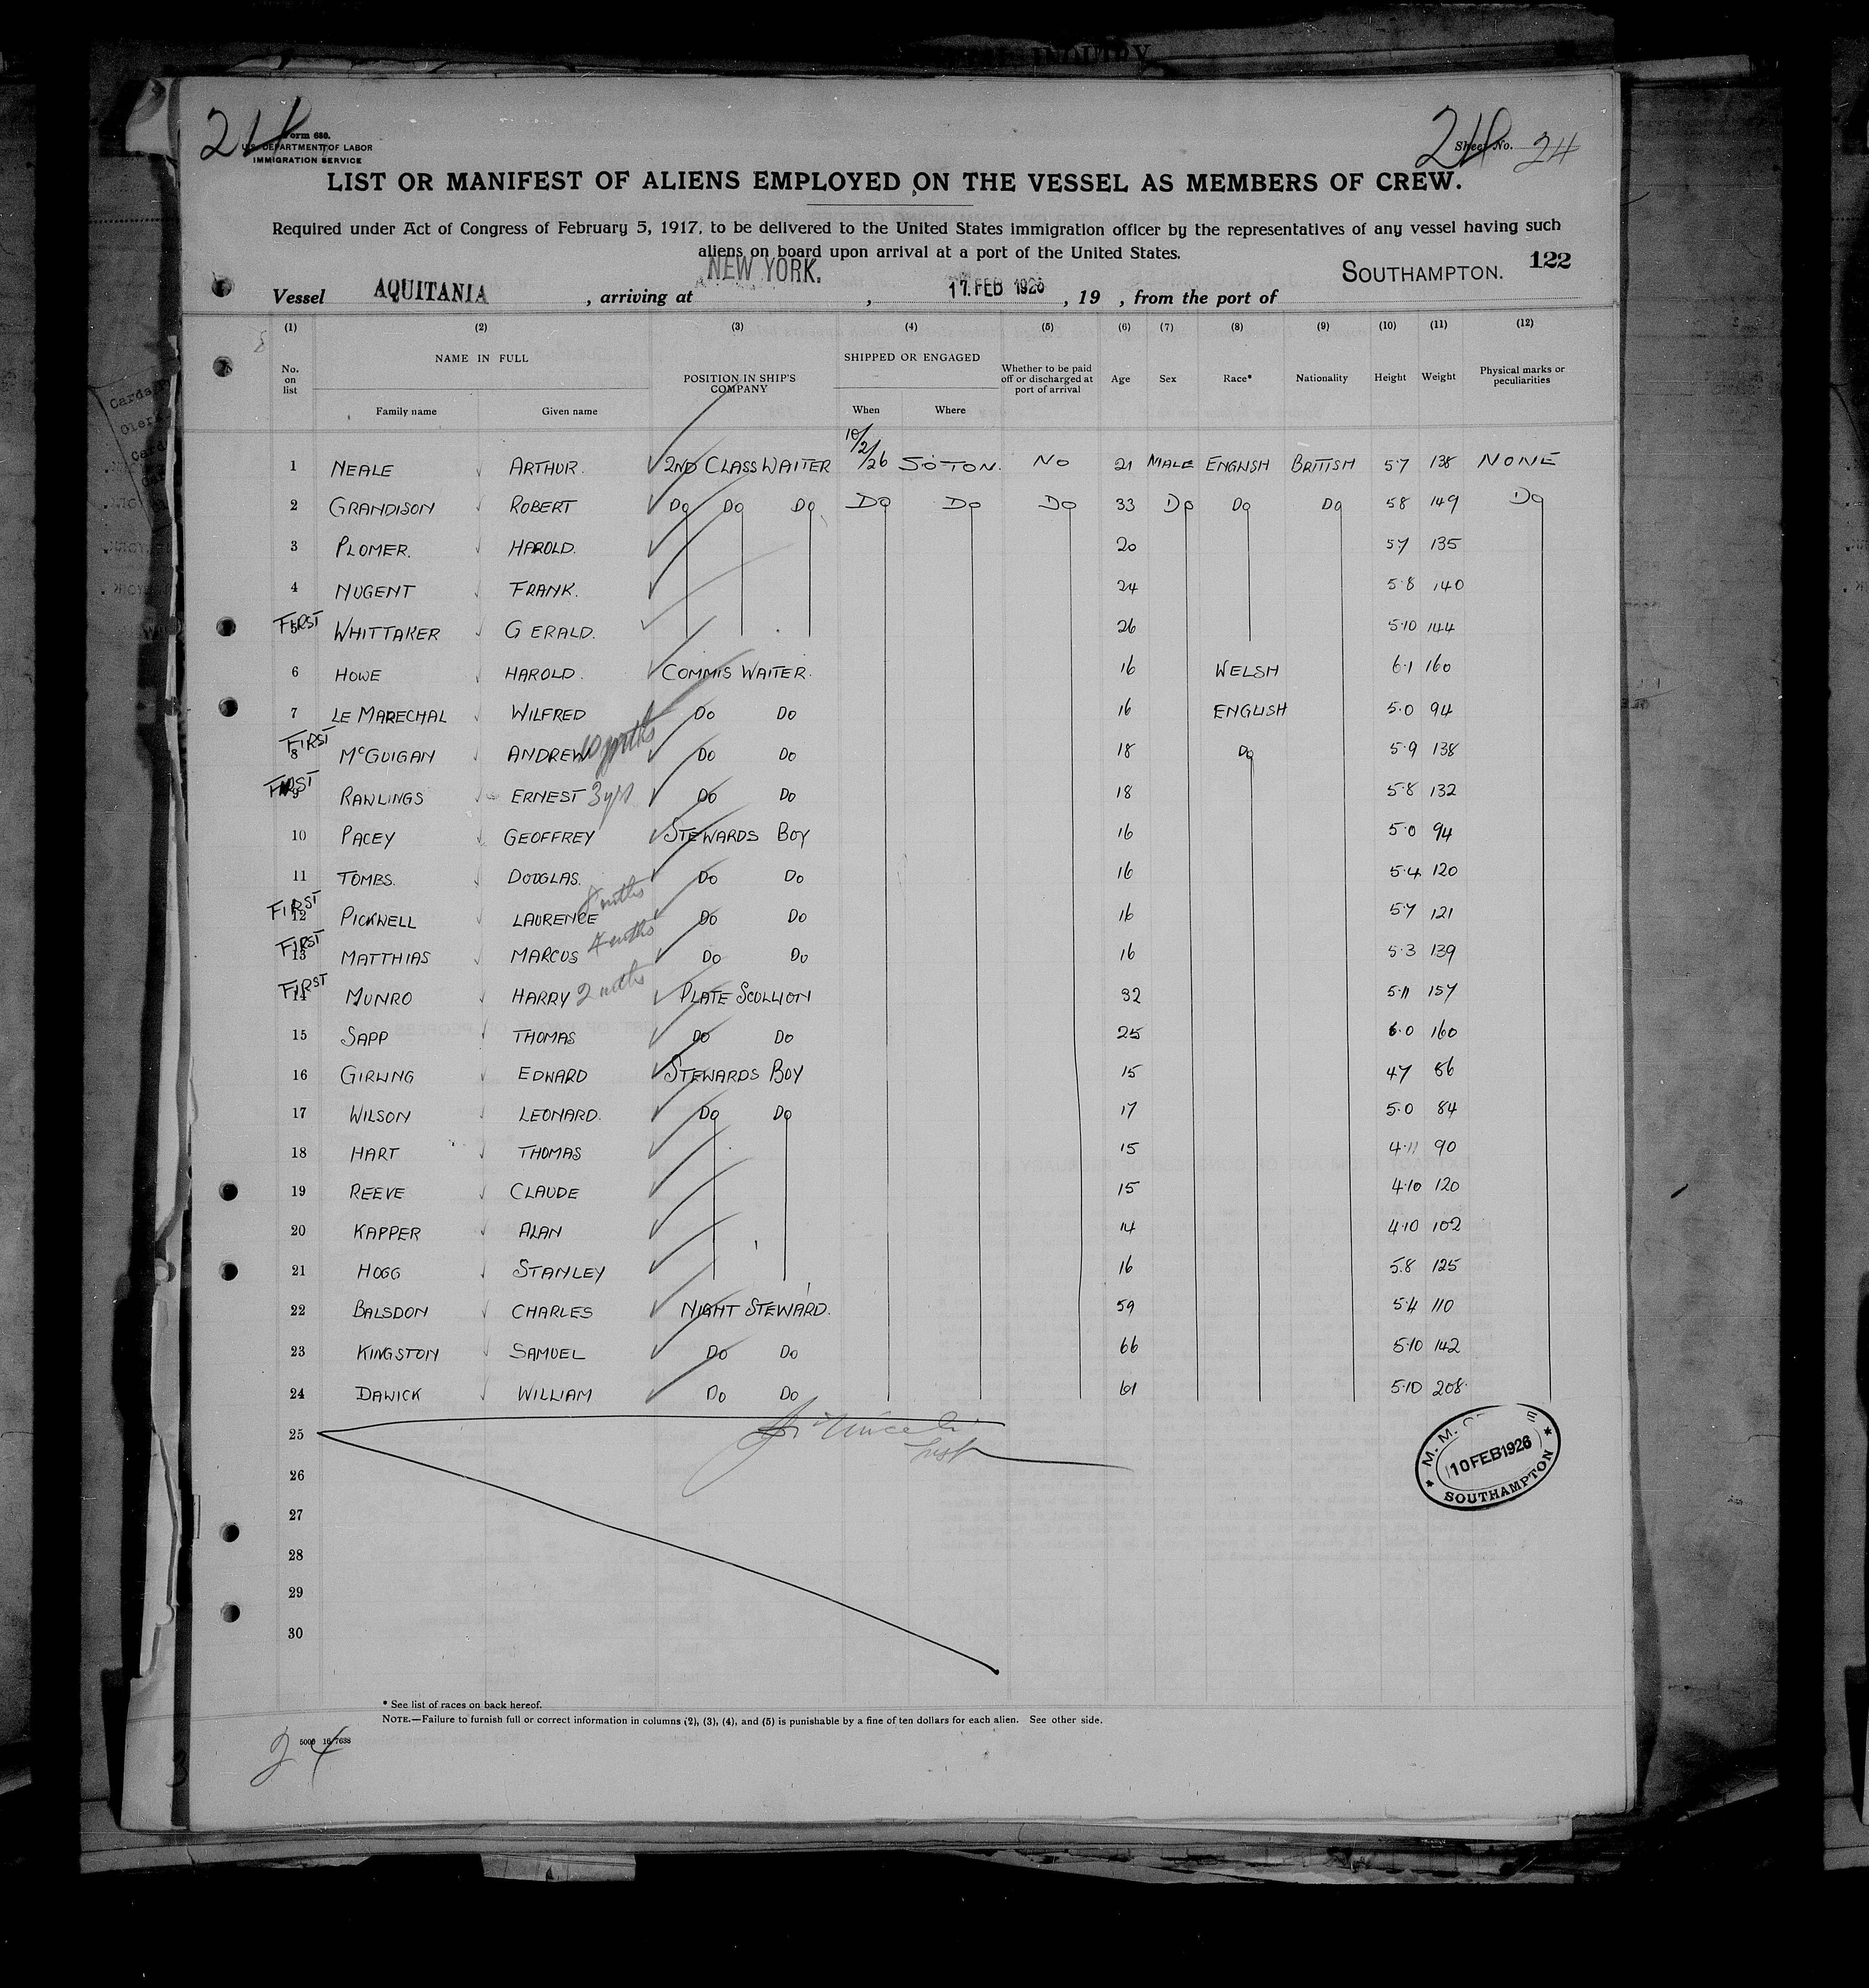 INQUIRY
24
Form 680.
U.S. DEPARTMENT OF LABOR
IMMIGRATION SERVICE
Sheet No. 24
LIST OR MANIFEST OF ALIENS EMPLOYED ON THE VESSEL AS MEMBERS OF CREW.
Required under Act of Congress of February 5, 1917, to be delivered to the United States immigration officer by the representatives of any vessel having such
aliens on board upon arrival at a port of the United States.
122
Vessel AQUITANIA , arriving at NEW YORK. , 17. FEB 1926 , 19 , from the port of SOUTHAMPTON.
(1) (2) (3) (4) (5) (6) (7) (8) (9) (10) (11) (12)
No. on list NAME IN FULL POSITION IN SHIP'S COMPANY SHIPPED OR ENGAGED Whether to be paid off or discharged at port of arrival Age Sex Race* Nationality Height Weight Physical marks or peculiarities
Family name Given name When Where
1 NEALE ARTHUR. 2ND CLASS WAITER 10/2/26 SO'TON. NO 21 MALE ENGLISH BRITISH 5.7 138 NONE
2 GRANDISON ROBERT Do Do Do Do Do Do 33 Do Do Do 5 8 149 Do
3 PLOMER. HAROLD. 20 5.7 135
4 NUGENT FRANK. 24 5.8 140
FIRST 5 WHITTAKER GERALD. 26 5.10 144
6 HOWE HAROLD. COMMIS WAITER. 16 WELSH 6.1 160
7 LE MARECHAL WILFRED Do Do 16 ENGLISH 5.0 94
FIRST 8 McGUIGAN ANDREW 10 mths Do Do 18 Do 5.9 138
FIRST 9 RAWLINGS ERNEST 3 yrs Do Do 18 5.8 132
10 PACEY GEOFFREY STEWARDS BOY 16 5.0 94
11 TOMBS. DOUGLAS. Do Do 16 5.4 120
FIRST 12 PICKWELL LAURENCE 8 mths Do Do 16 5.7 121
FIRST 13 MATTHIAS MARCUS 4 mths Do Do 16 5.3 139
FIRST 14 MUNRO HARRY 2 mths PLATE SCULLION 32 5.11 157
15 SAPP THOMAS Do Do 25 6.0 160
16 GIRLING EDWARD STEWARDS BOY 15 4.7 86
17 WILSON LEONARD. Do Do 17 5.0 84
18 HART THOMAS 15 4.11 90
19 REEVE CLAUDE 15 4.10 120
20 KAPPER ALAN 14 4.10 102
21 HOGG STANLEY 16 5.8 125
22 BALSDON CHARLES NIGHT STEWARD. 59 5.4 110
23 KINGSTON SAMUEL Do Do 66 5.10 142
24 DAWICK WILLIAM Do Do 61 5.10 208.
25
26
27
28
29
30
10 FEB 1926
SOUTHAMPTON
* See list of races on back hereof.
NOTE.—Failure to furnish full or correct information in columns (2), (3), (4), and (5) is punishable by a fine of ten dollars for each alien. See other side.
5000 16/7638
24